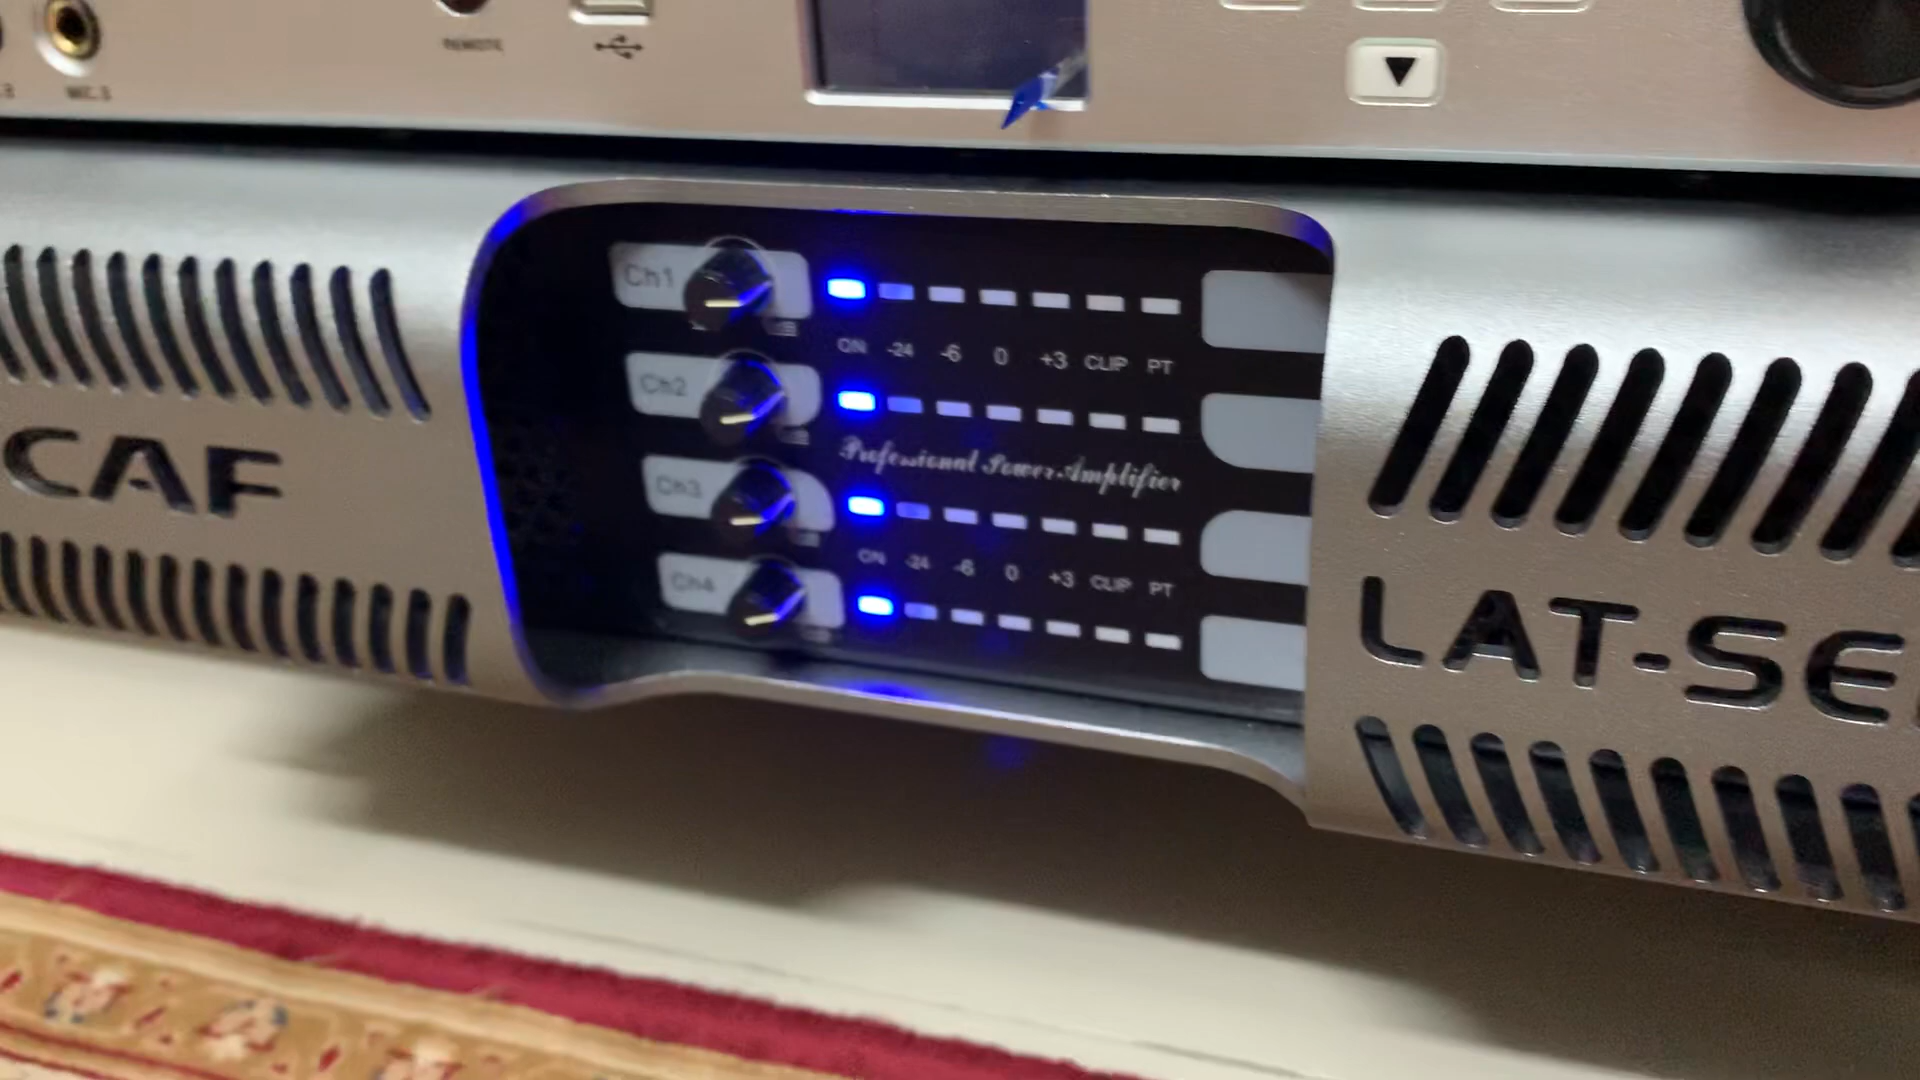 REMOTE
MIC 3
Ch1
ON -24 -6 0 +3 CLIP PT
Ch2
Professional Power Amplifier
Ch3
ON -24 -6 0 +3 CLIP PT
Ch4
CAF
LAT-SE